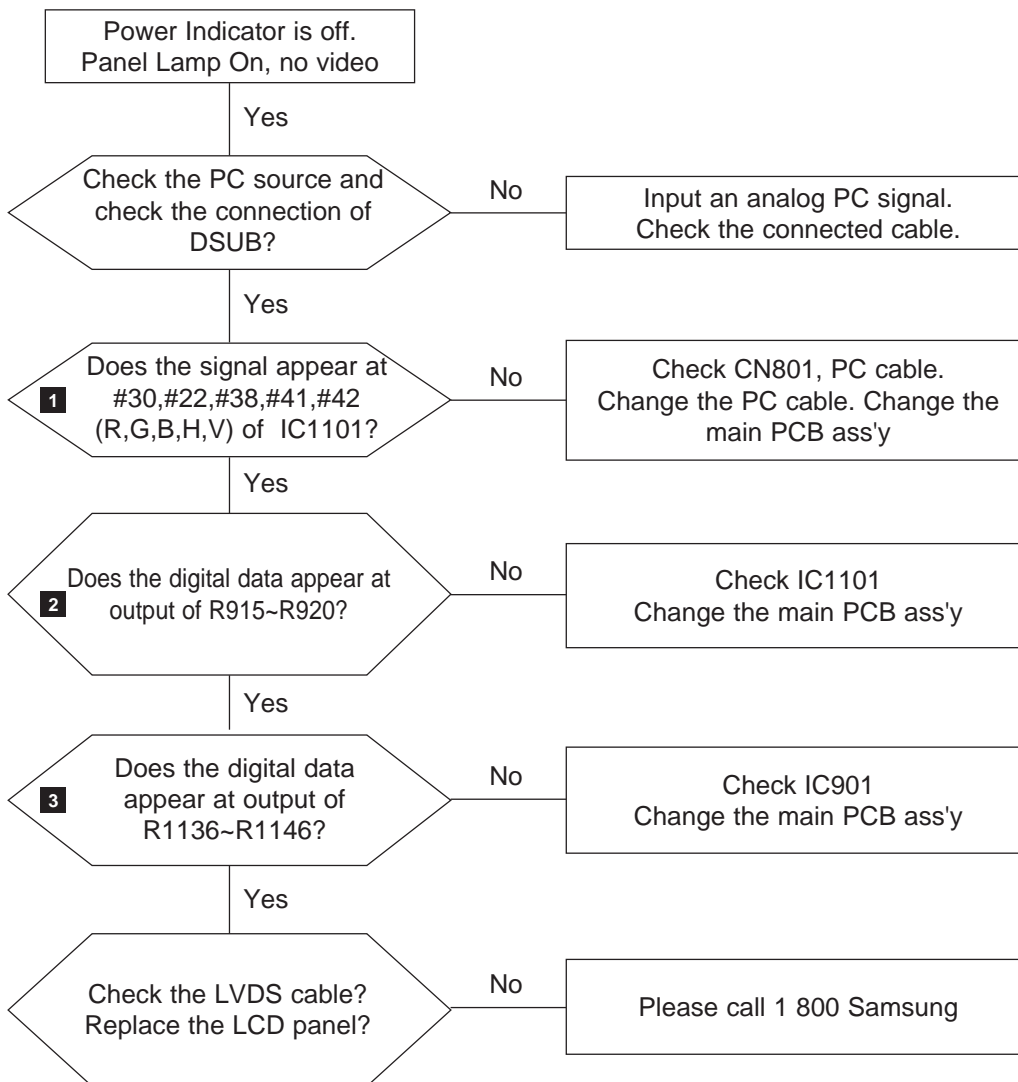 Power Indicator is off.
Panel Lamp On, no video
Yes
Check the PC source and
check the connection of
DSUB?
No
Input an analog PC signal.
Check the connected cable.
Yes
1
Does the signal appear at
#30,#22,#38,#41,#42
(R,G,B,H,V) of IC1101?
No
Check CN801, PC cable.
Change the PC cable. Change the
main PCB ass'y
Yes
2
Does the digital data appear at
output of R915~R920?
No
Check IC1101
Change the main PCB ass'y
Yes
3
Does the digital data
appear at output of
R1136~R1146?
No
Check IC901
Change the main PCB ass'y
Yes
Check the LVDS cable?
Replace the LCD panel?
No
Please call 1 800 Samsung